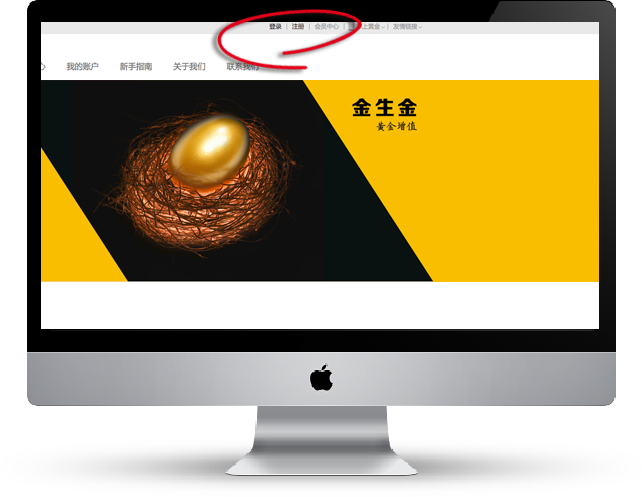 登录 | 注册 | 会员中心 | 上黄金 | 友情链接
我的账户 新手指南 关于我们 联系我们
金生金
黄金增值